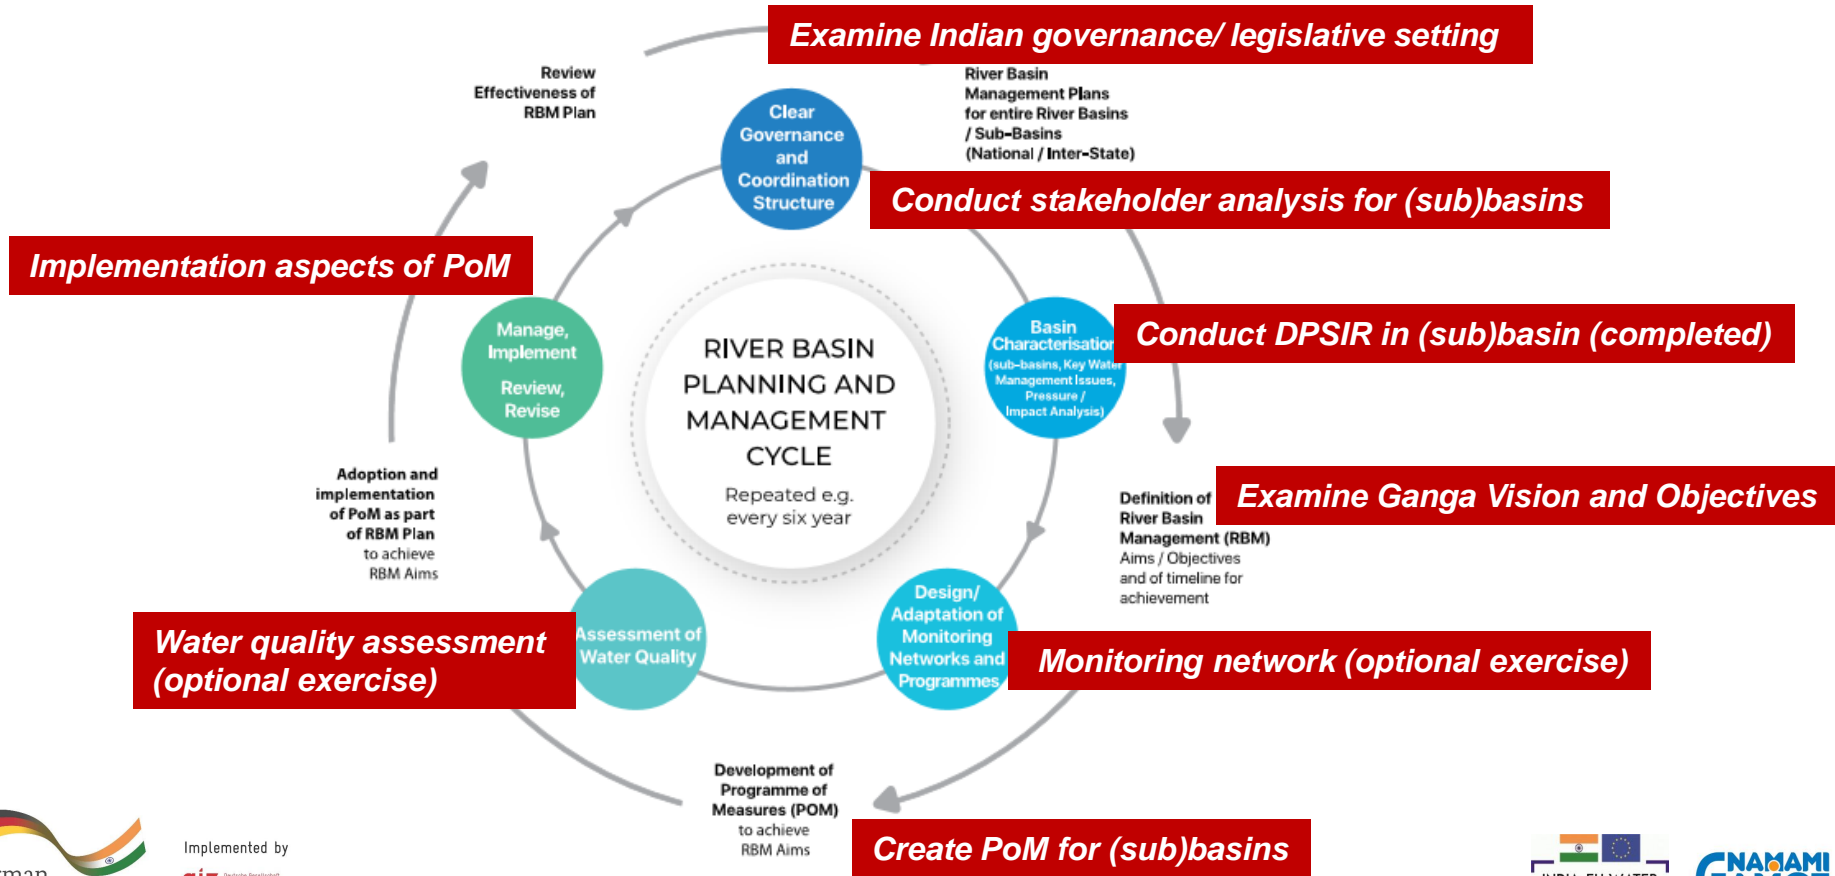 Examine Indian governance/ legislative setting
Review
Effectiveness of
RBM Plan
River Basin
Management Plans
for entire River Basins
/ Sub-Basins
(National / Inter-State)
Clear
Governance
and
Coordination
Structure
Conduct stakeholder analysis for (sub)basins
Implementation aspects of PoM
Manage,
Implement
Review,
Revise
RIVER BASIN
PLANNING AND
MANAGEMENT
CYCLE
Repeated e.g.
every six year
Basin
Characterisation
(sub-basins, Key Water
Management Issues,
Pressure /
Impact Analysis)
Conduct DPSIR in (sub)basin (completed)
Adoption and
implementation
of PoM as part
of RBM Plan
to achieve
RBM Aims
Definition of
River Basin
Management (RBM)
Aims / Objectives
and of timeline for
achievement
Examine Ganga Vision and Objectives
Water quality assessment
(optional exercise)
Assessment of
Water Quality
Design/
Adaptation of
Monitoring
Networks and
Programmes
Monitoring network (optional exercise)
Development of
Programme of
Measures (POM)
to achieve
RBM Aims
Create PoM for (sub)basins
Implemented by
giz Deutsche Gesellschaft
INDIA-EU WATER
NAMAMI